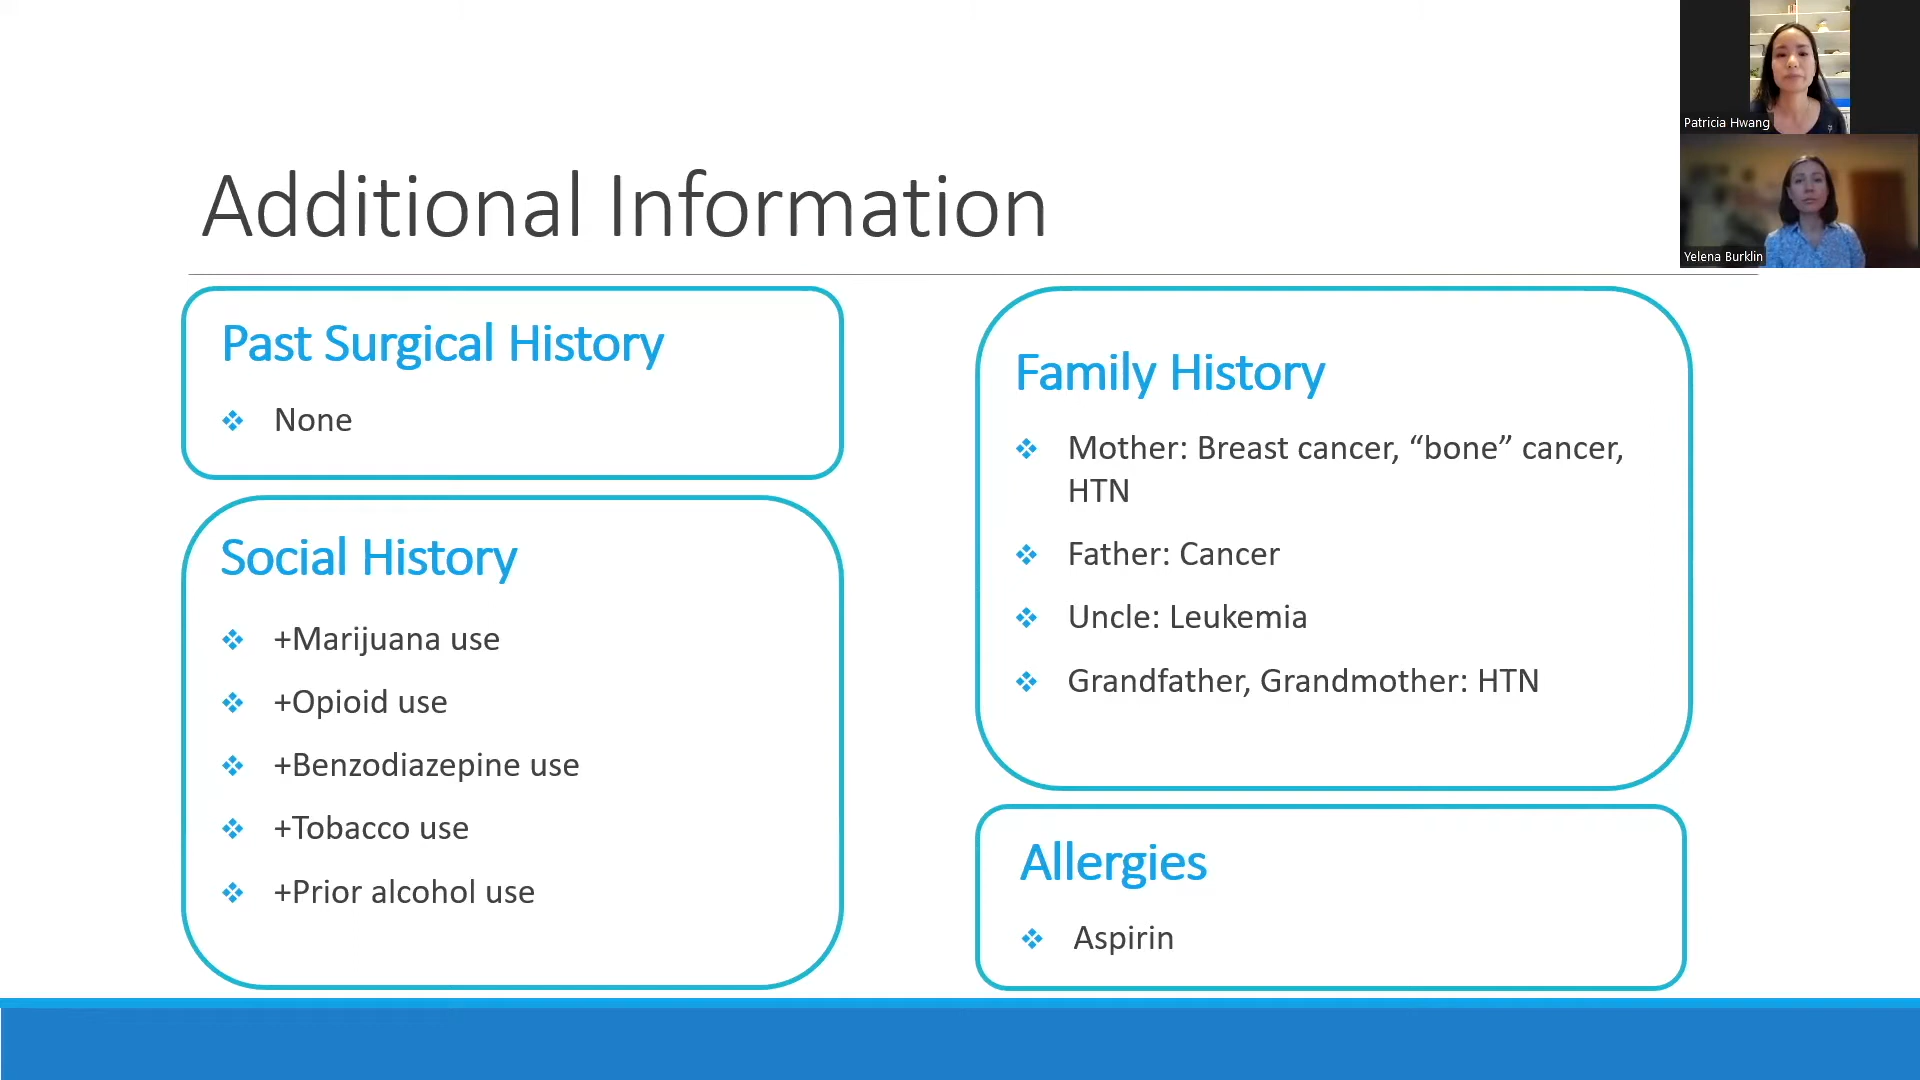 Additional Information
Past Surgical History
None
Social History
+Marijuana use
+Opioid use
+Benzodiazepine use
+Tobacco use
+Prior alcohol use
Family History
Mother: Breast cancer, “bone” cancer,
HTN
Father: Cancer
Uncle: Leukemia
Grandfather, Grandmother: HTN
Allergies
Aspirin
Patricia Hwang
Yelena Burklin